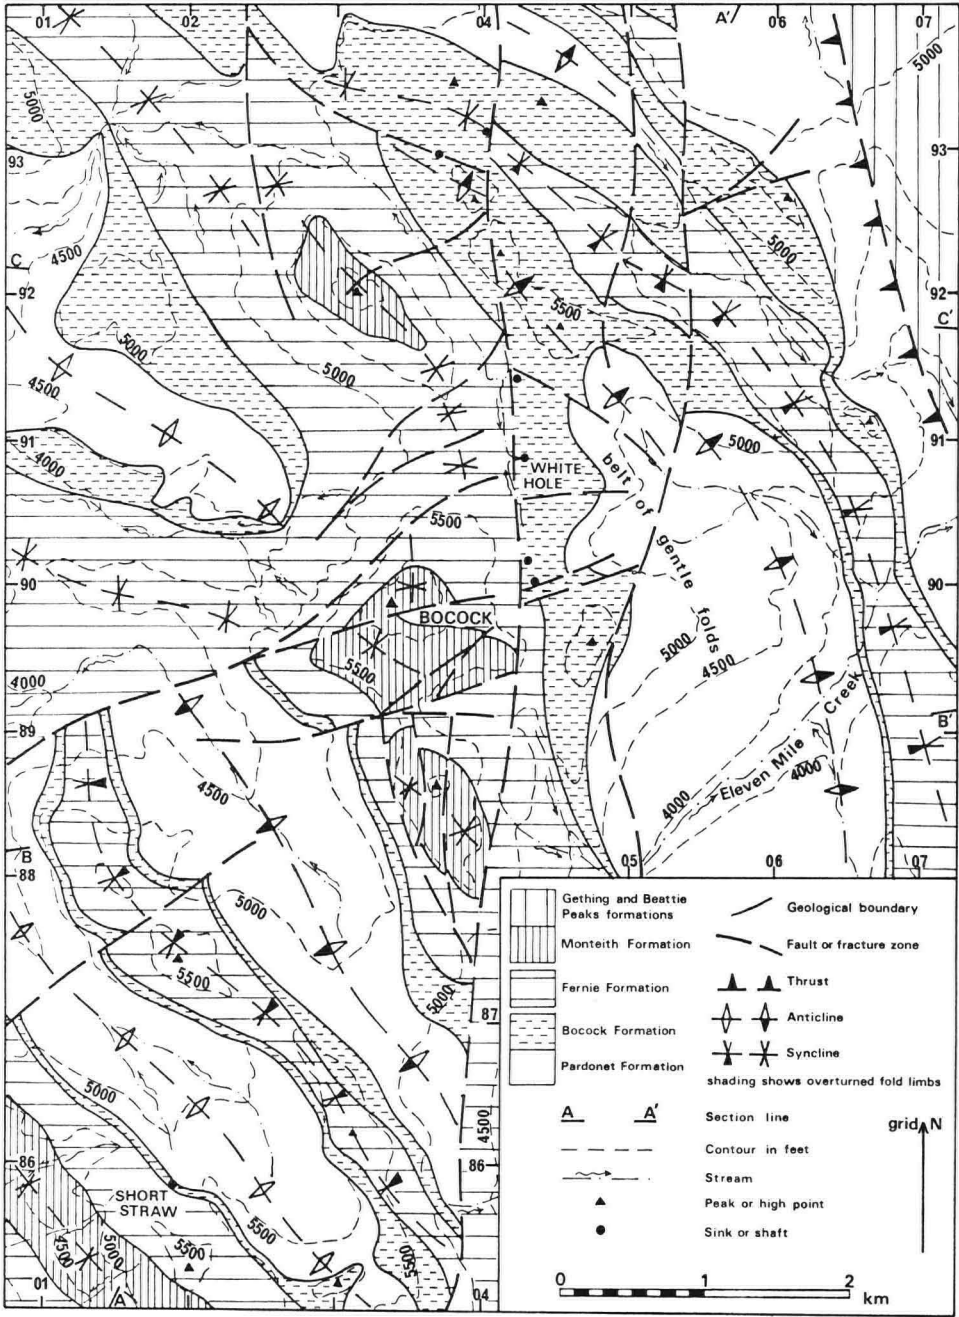 01 02 04 A' 06 07
5000
5000
93 93
4500
C
5000
92 92
5500
C'
5000
5000
4500
91 91
5000
4000
WHITE
HOLE
belt of gentle folds
5500
90 90
BOCOCK
5000
5500
4500
4000
Eleven Mile Creek
B'
89 89
4500
4000
4000
B
88
05 06 07
5000
5500
5000
87
5000
4500
86 86
SHORT
STRAW
5500
4500
5000
5500
5500
01 04
A
Gething and Beattie
Peaks formations
Monteith Formation
Fernie Formation
Bocock Formation
Pardonet Formation
Geological boundary
Fault or fracture zone
Thrust
Anticline
Syncline
shading shows overturned fold limbs
A A' Section line
Contour in feet
Stream
Peak or high point
Sink or shaft
grid N
0 1 2
km